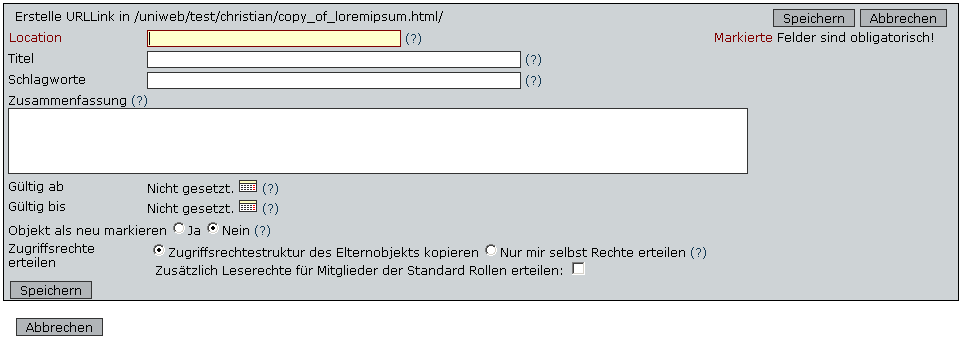 Erstelle URLLink in /uniweb/test/christian/copy_of_loremipsum.html/ Speichern Abbrechen
Location (?) Markierte Felder sind obligatorisch!
Titel (?)
Schlagworte (?)
Zusammenfassung (?)
Gültig ab Nicht gesetzt. (?)
Gültig bis Nicht gesetzt. (?)
Objekt als neu markieren Ja Nein (?)
Zugriffsrechte erteilen Zugriffsrechtestruktur des Elternobjekts kopieren Nur mir selbst Rechte erteilen (?)
Zusätzlich Leserechte für Mitglieder der Standard Rollen erteilen:
Speichern
Abbrechen